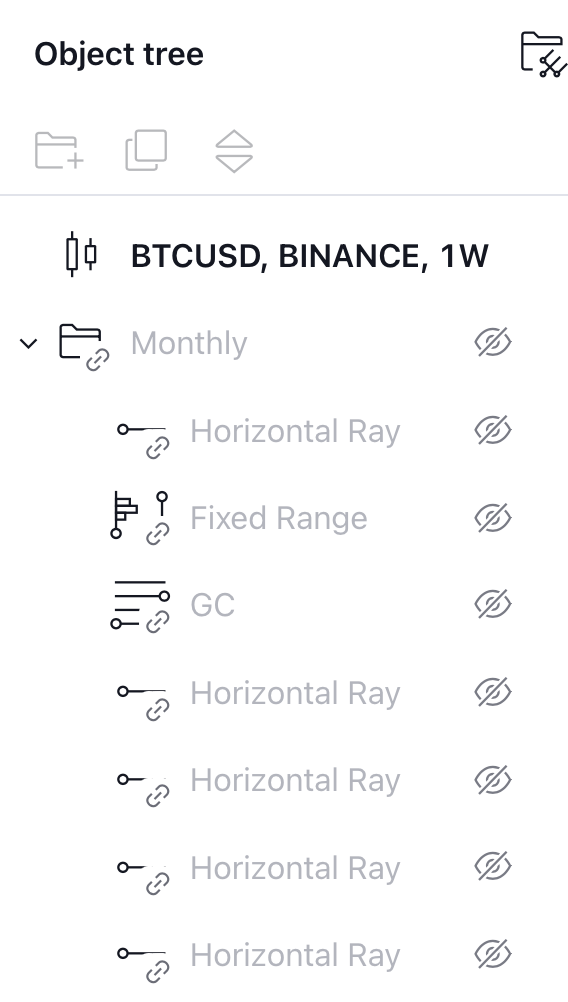 Object tree
BTCUSD, BINANCE, 1W
Monthly
Horizontal Ray
Fixed Range
GC
Horizontal Ray
Horizontal Ray
Horizontal Ray
Horizontal Ray